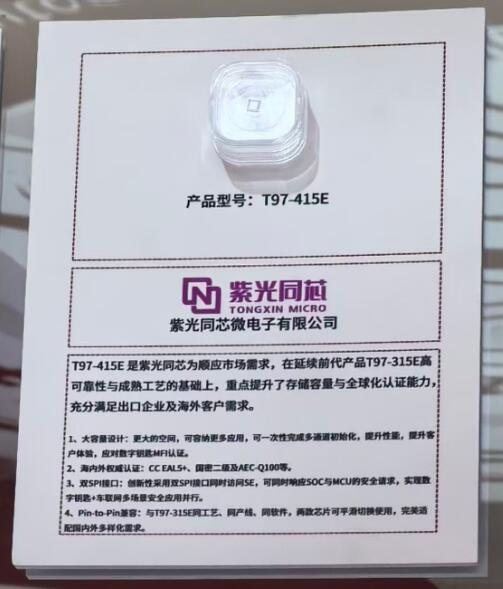 产品型号：T97-415E
紫光同芯
TONGXIN MICRO
紫光同芯微电子有限公司
T97-415E 是紫光同芯为顺应市场需求，在延续前代产品T97-315E高
可靠性与成熟工艺的基础上，重点提升了存储容量与全球化认证能力，
充分满足出口企业及海外客户需求。
1、大容量设计：更大的空间，可容纳更多应用，可一次性完成多通道初始化，提升性能，提升客
户体验，应对数字钥匙MFI认证。
2、海内外权威认证：CC EAL5+、国密二级及AEC-Q100等。
3、双SPI接口：创新性采用双SPI接口同时访问SE，可同时响应SOC与MCU的安全请求，实现数
字钥匙+车联网多场景安全应用并行。
4、Pin-to-Pin兼容：与T97-315E同工艺、同产线、同软件，两款芯片可平滑切换使用，完美适
配国内外多样化需求。